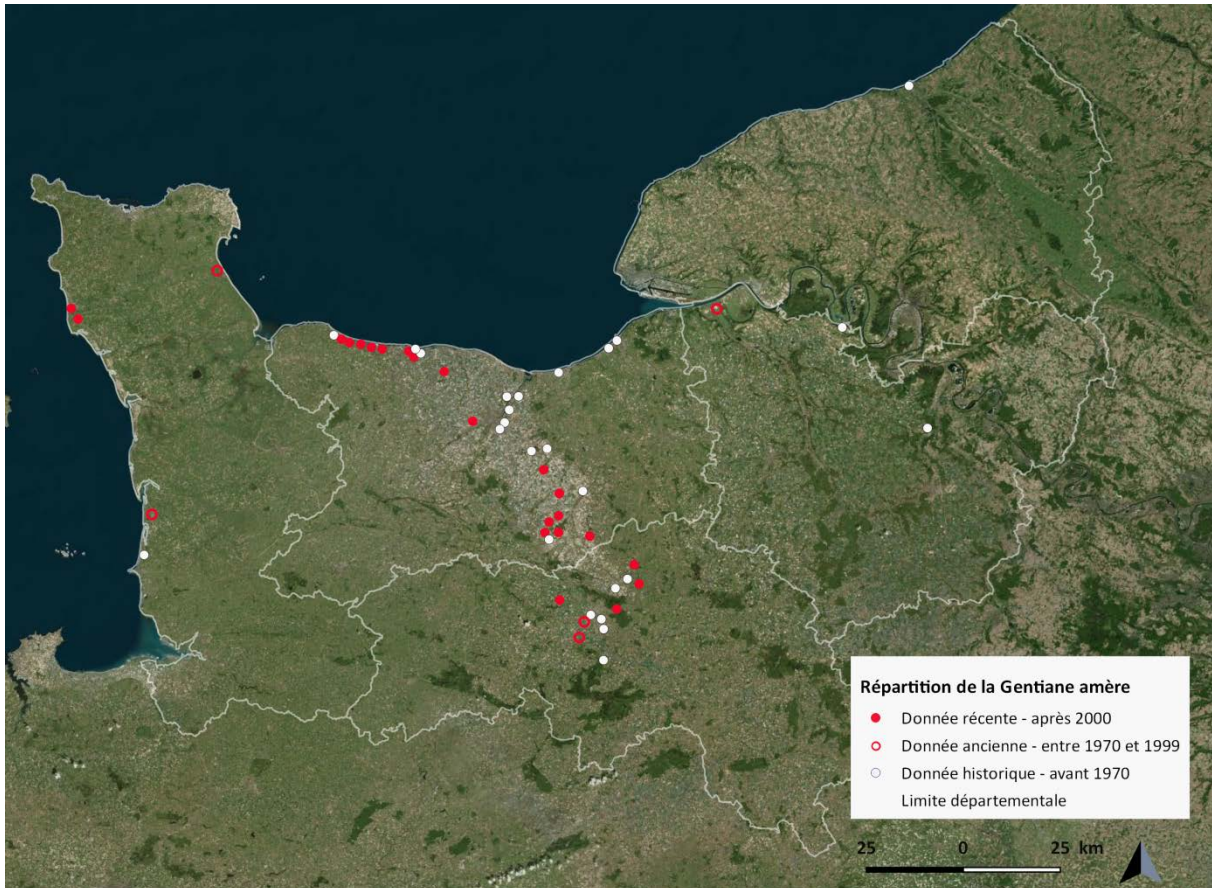 Répartition de la Gentiane amère
Donnée récente - après 2000
Donnée ancienne - entre 1970 et 1999
Donnée historique - avant 1970
Limite départementale
25 0 25 km